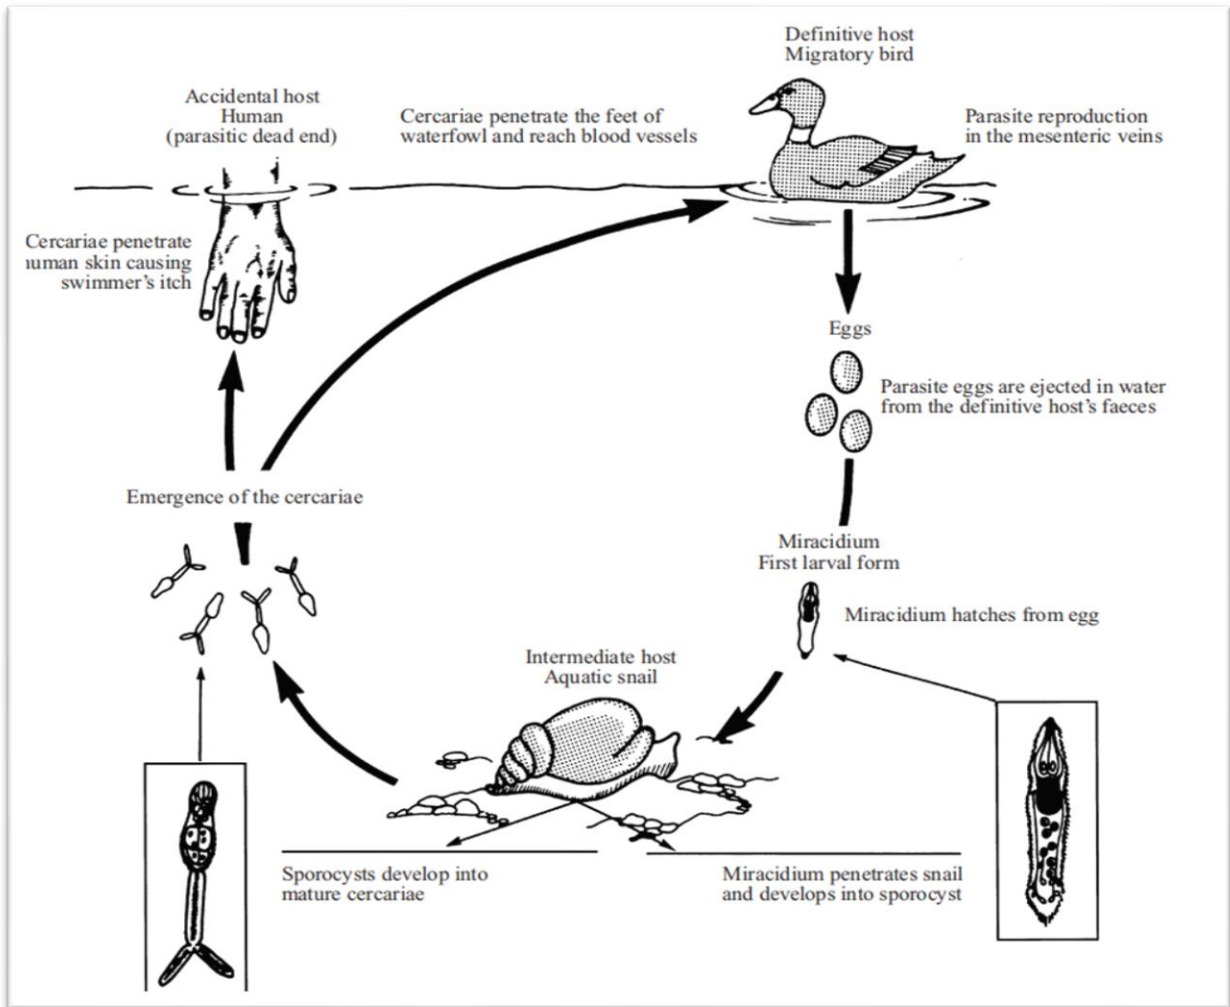 Definitive host
Migratory bird
Accidental host
Human
(parasitic dead end)
Cercariae penetrate the feet of
waterfowl and reach blood vessels
Parasite reproduction
in the mesenteric veins
Cercariae penetrate
uman skin causing
swimmer's itch
Eggs
Parasite eggs are ejected in water
from the definitive host's faeces
Emergence of the cercariae
Miracidium
First larval form
Miracidium hatches from egg
Intermediate host
Aquatic snail
Sporocysts develop into
mature cercariae
Miracidium penetrates snail
and develops into sporocyst